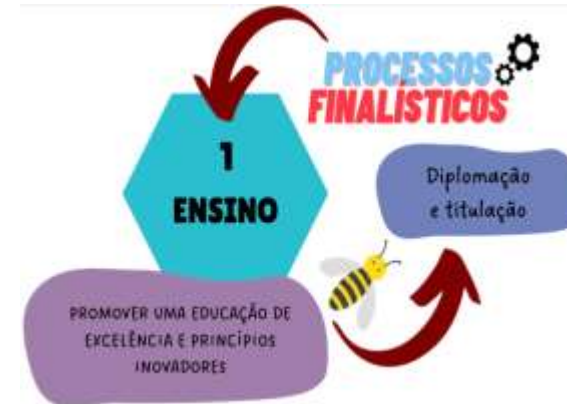 PROCESSOS
FINALÍSTICOS
1
ENSINO
Diplomação
e titulação
PROMOVER UMA EDUCAÇÃO DE
EXCELÊNCIA E PRINCÍPIOS
INOVADORES